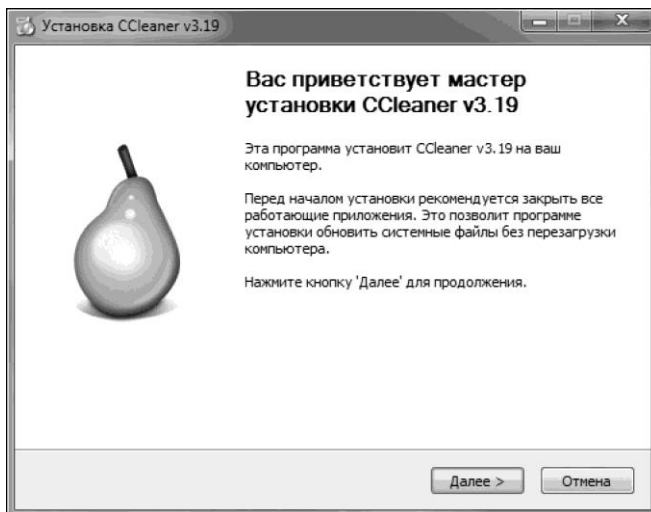 Установка CCleaner v3.19
Вас приветствует мастер
установки CCleaner v3.19
Эта программа установит CCleaner v3.19 на ваш
компьютер.
Перед началом установки рекомендуется закрыть все
работающие приложения. Это позволит программе
установки обновить системные файлы без перезагрузки
компьютера.
Нажмите кнопку 'Далее' для продолжения.
Далее >
Отмена